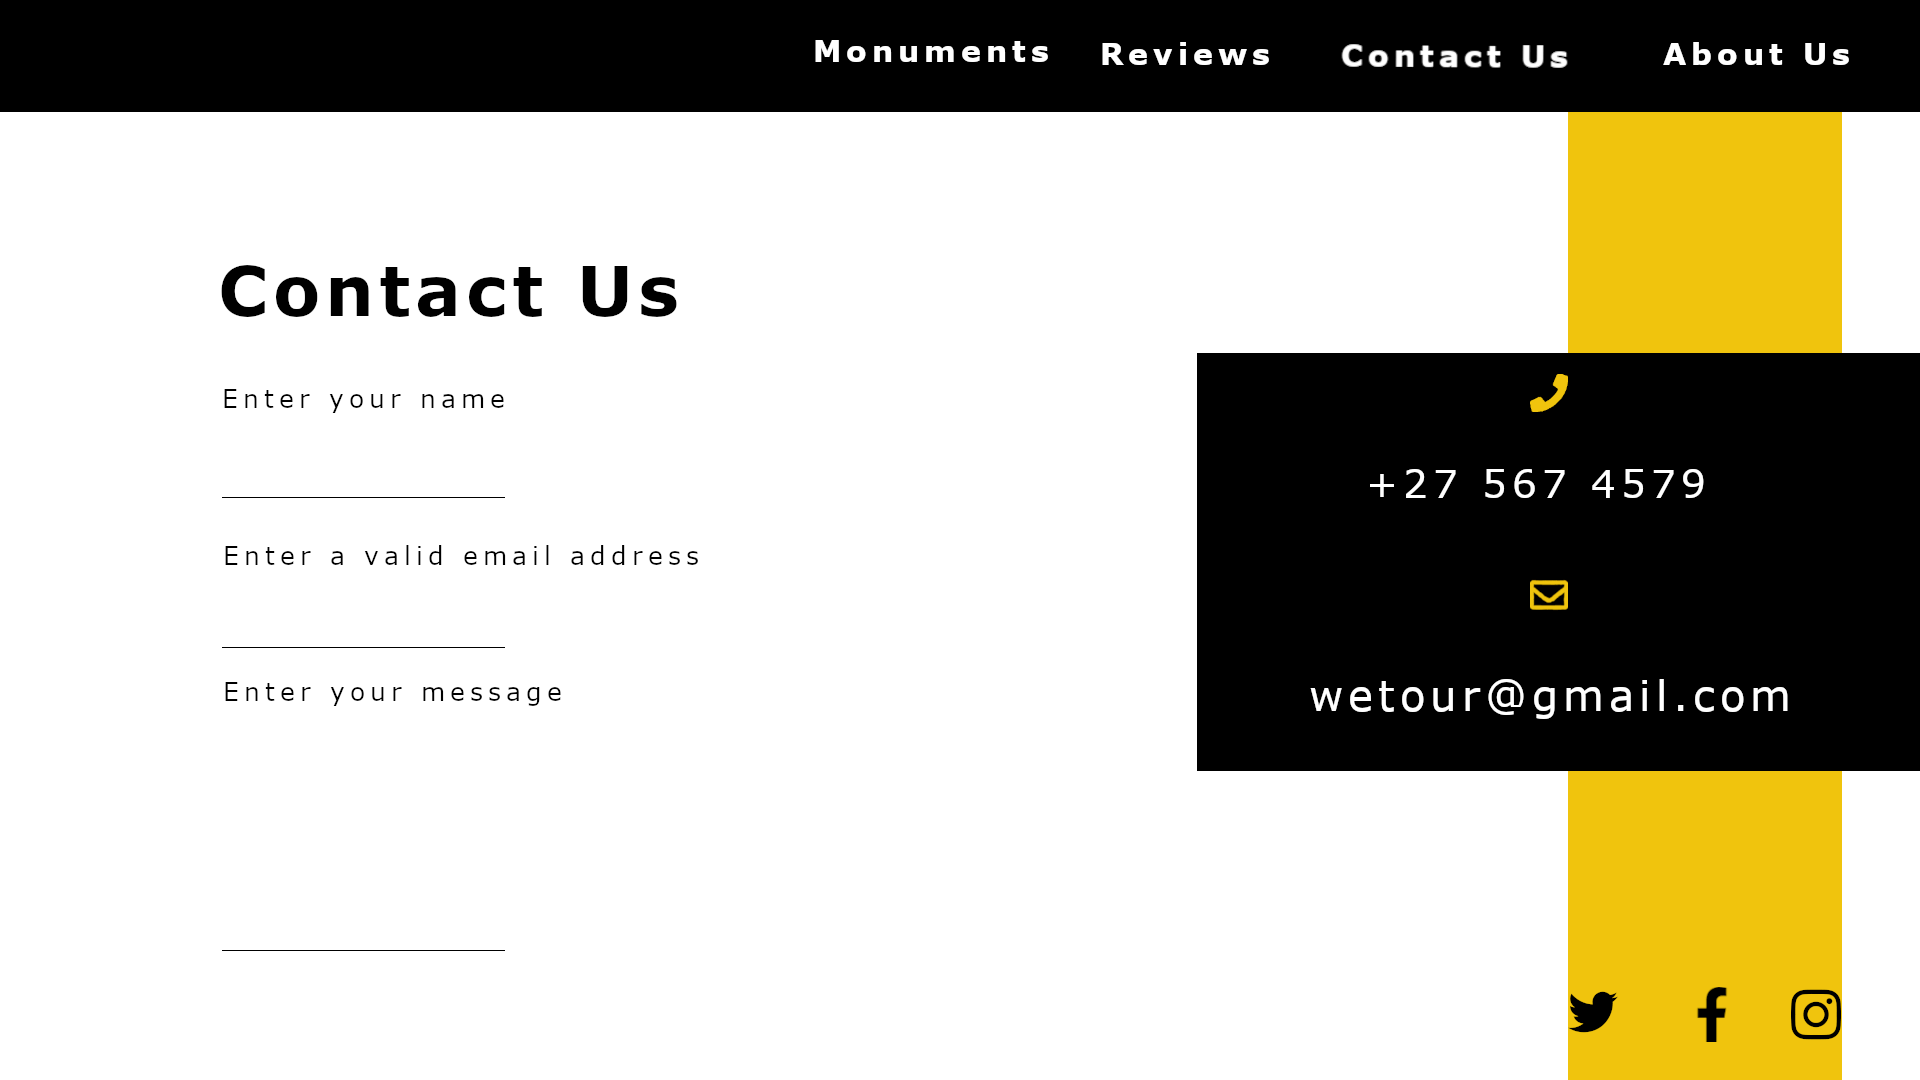 Monuments Reviews Contact Us About Us
Contact Us
Enter your name
Enter a valid email address
Enter your message
+27 567 4579
wetour@gmail.com